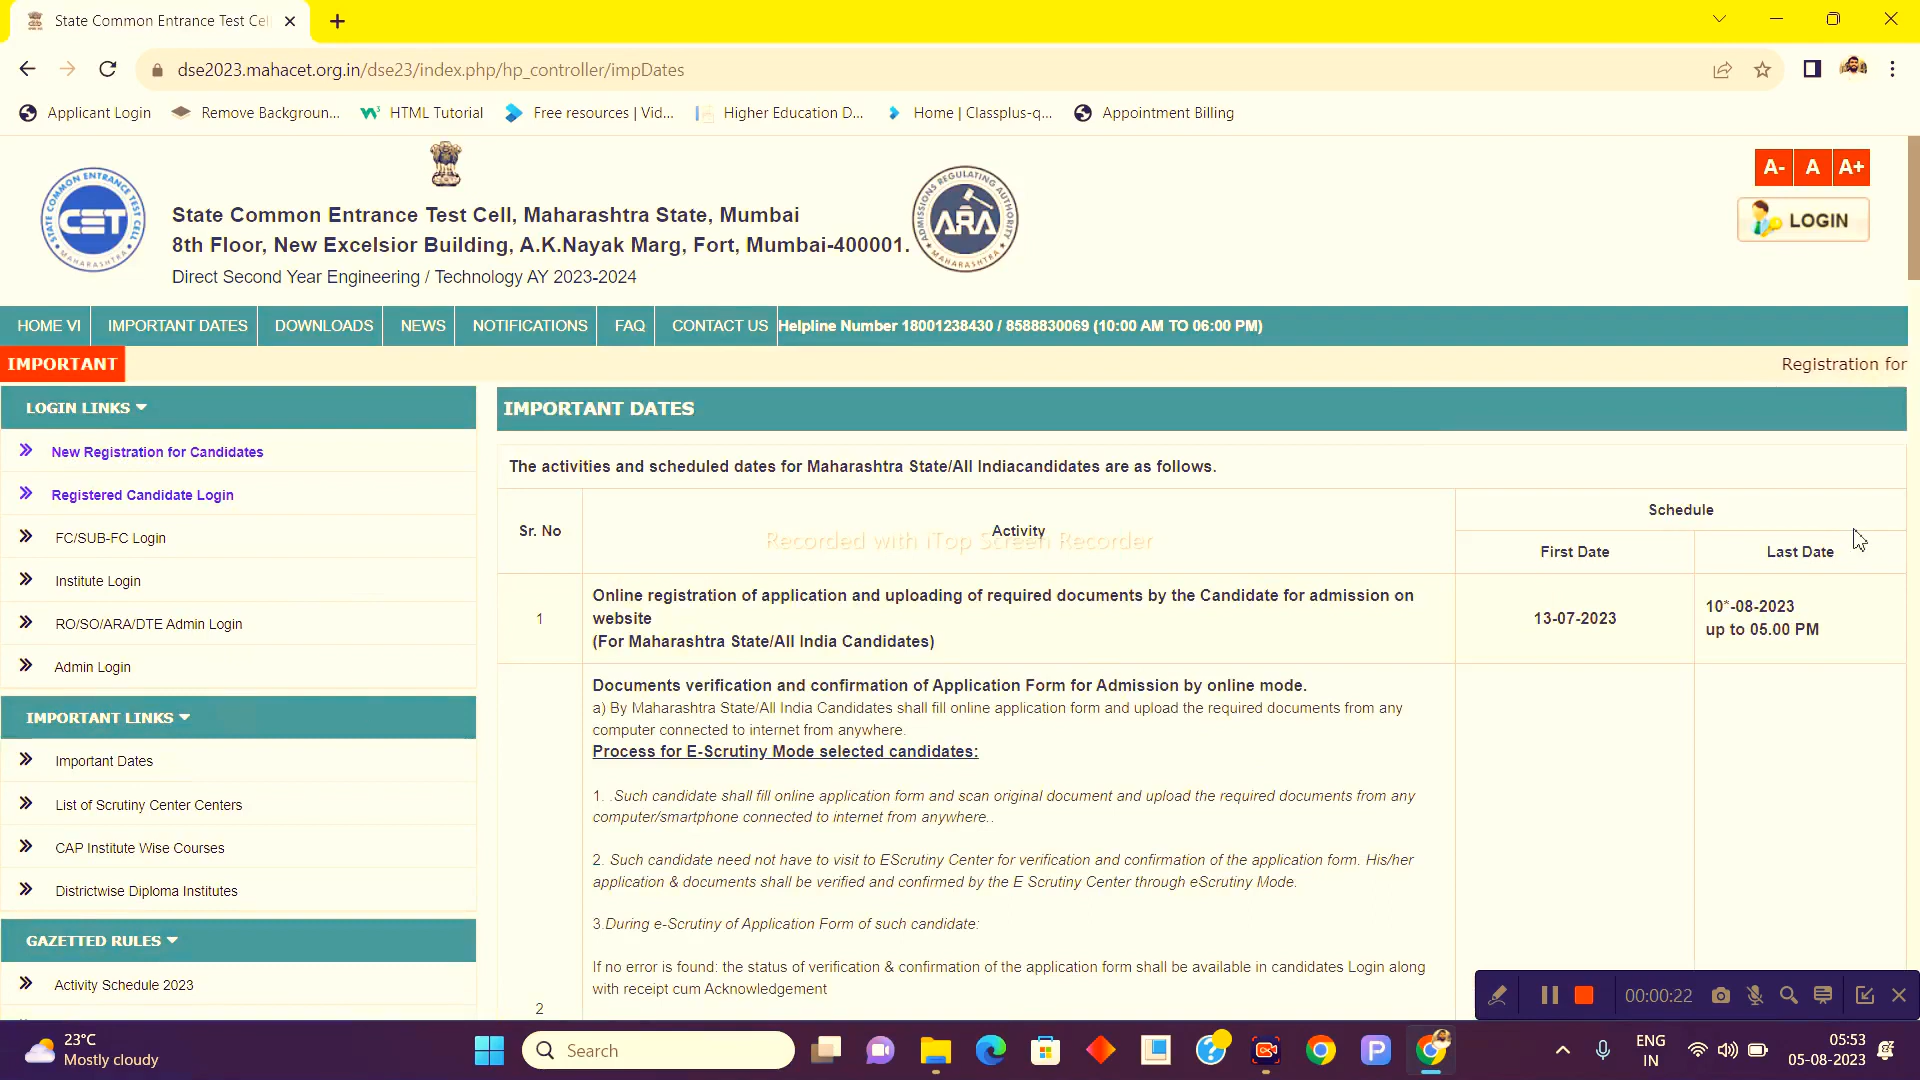 State Common Entrance Test Cel
dse2023.mahacet.org.in/dse23/index.php/hp_controller/impDates
Applicant Login
Remove Backgroun...
W3
HTML Tutorial
Free resources | Vid...
Higher Education D...
Home | Classplus-q...
Appointment Billing
STATE COMMON ENTRANCE TEST CELL
CET
MAHARASHTRA
State Common Entrance Test Cell, Maharashtra State, Mumbai
8th Floor, New Excelsior Building, A.K.Nayak Marg, Fort, Mumbai-400001.
Direct Second Year Engineering / Technology AY 2023-2024
ADMISSIONS REGULATING AUTHORITY
ARA
MAHARASHTRA
A- A A+
LOGIN
HOME VI IMPORTANT DATES DOWNLOADS NEWS NOTIFICATIONS FAQ CONTACT US Helpline Number 18001238430 / 8588830069 (10:00 AM TO 06:00 PM)
IMPORTANT
Registration for
LOGIN LINKS
New Registration for Candidates
Registered Candidate Login
FC/SUB-FC Login
Institute Login
RO/SO/ARA/DTE Admin Login
Admin Login
IMPORTANT LINKS
Important Dates
List of Scrutiny Center Centers
CAP Institute Wise Courses
Districtwise Diploma Institutes
GAZETTED RULES
Activity Schedule 2023
IMPORTANT DATES
The activities and scheduled dates for Maharashtra State/All Indiacandidates are as follows.
Sr. No
Activity
Schedule
First Date
Last Date
Recorded with iTop Screen Recorder
1
Online registration of application and uploading of required documents by the Candidate for admission on
website
(For Maharashtra State/All India Candidates)
13-07-2023
10*-08-2023
up to 05.00 PM
2
Documents verification and confirmation of Application Form for Admission by online mode.
a) By Maharashtra State/All India Candidates shall fill online application form and upload the required documents from any
computer connected to internet from anywhere.
Process for E-Scrutiny Mode selected candidates:
1. .Such candidate shall fill online application form and scan original document and upload the required documents from any
computer/smartphone connected to internet from anywhere..
2. Such candidate need not have to visit to EScrutiny Center for verification and confirmation of the application form. His/her
application & documents shall be verified and confirmed by the E Scrutiny Center through eScrutiny Mode.
3.During e-Scrutiny of Application Form of such candidate:
If no error is found: the status of verification & confirmation of the application form shall be available in candidates Login along
with receipt cum Acknowledgement
00:00:22
23°C
Mostly cloudy
Search
P
ENG
IN
05:53
05-08-2023